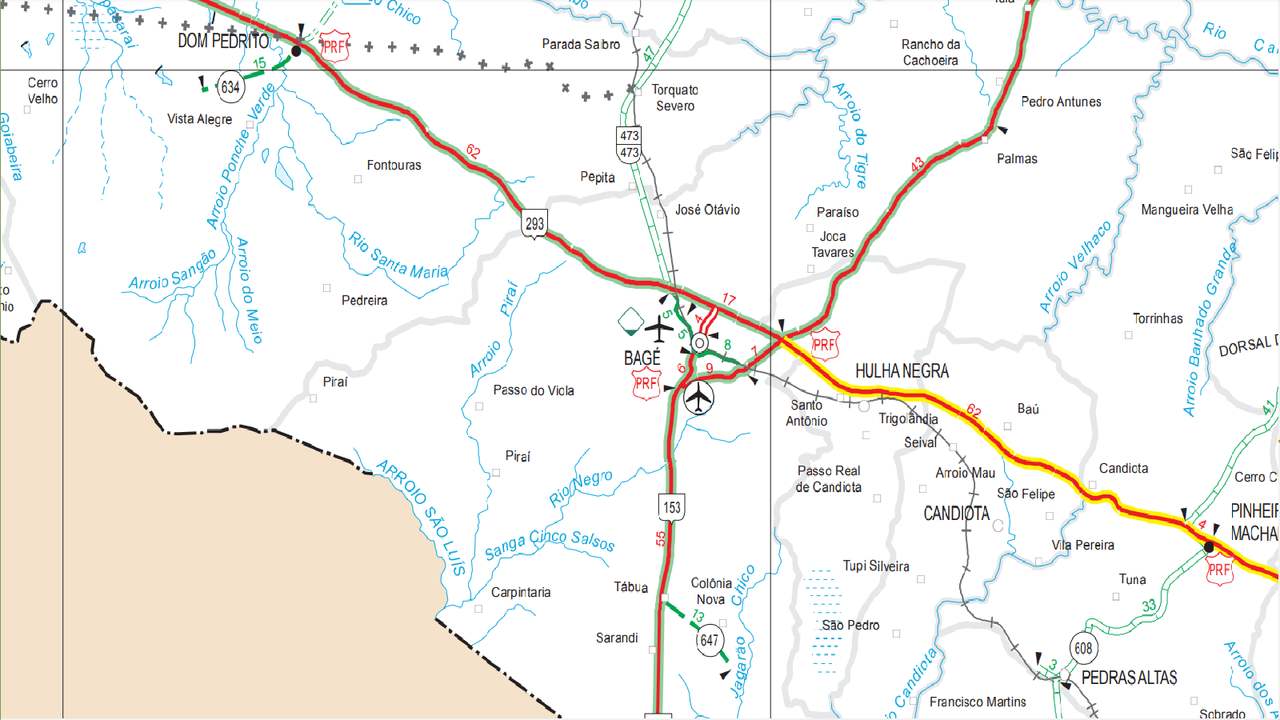 o Chico
DOM PEDRITO
PRF
15
634
Cerro
Velho
Vista Alegre
Goiabeira
Arroio Ponche Verde
Parada Sabro
47
Torquato
Severo
473
473
Pepita
José Otávio
Rancho da
Cachoeira
Rio
Pedro Antunes
Palmas
43
Arroio do Tigre
São Felip
Mangueira Velha
62
Fontouras
293
Paraíso
Joca
Tavares
Arroio Velhaco
Arroio Banhado Grande
Arroio Sangão
Arroio do Meio
Rio Santa Maria
Pedreira
Piraí
Arroio
Torrinhas
DORSAL D
17
5
4
5
8
7
6
9
BAGÉ
PRF
PRF
HULHA NEGRA
Piraí
Passo do Viola
Santo
Antônio
Trigolândia
Seival
62
Baú
41
Piraí
Arroio Mau
Candiota
Cerro C
Passo Real
de Candiota
São Felipe
CANDIOTA
ARROIO SÃO LUIS
Rio Negro
153
55
Sanga Cinco Salsos
4
PINHEIR
MACHA
PRF
Vila Pereira
Tupi Silveira
Tuna
33
Tábua
Colônia
Nova
Carpintaria
13
647
Sarandi
Jaguarão
Chico
São Pedro
608
3
PEDRAS ALTAS
Candiota
Francisco Martins
Arroio dos
Sobrado